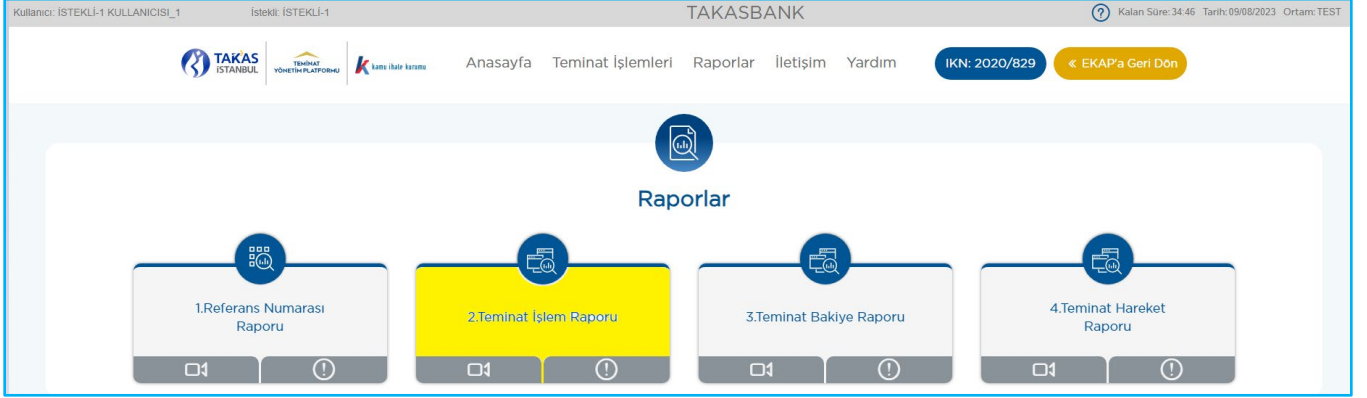 Kullanıcı: İSTEKLİ-1 KULLANICISI_1 İstekli: İSTEKLİ-1 TAKASBANK ? Kalan Süre: 34:46 Tarih:09/08/2023 Ortam:TEST
TAKAS
İSTANBUL
TEMİNAT
YÖNETİM PLATFORMU
kamu ihale kurumu
Anasayfa Teminat İşlemleri Raporlar İletişim Yardım IKN: 2020/829 « EKAP'a Geri Dön
Raporlar
1.Referans Numarası
Raporu
2.Teminat İşlem Raporu
3.Teminat Bakiye Raporu
4.Teminat Hareket
Raporu